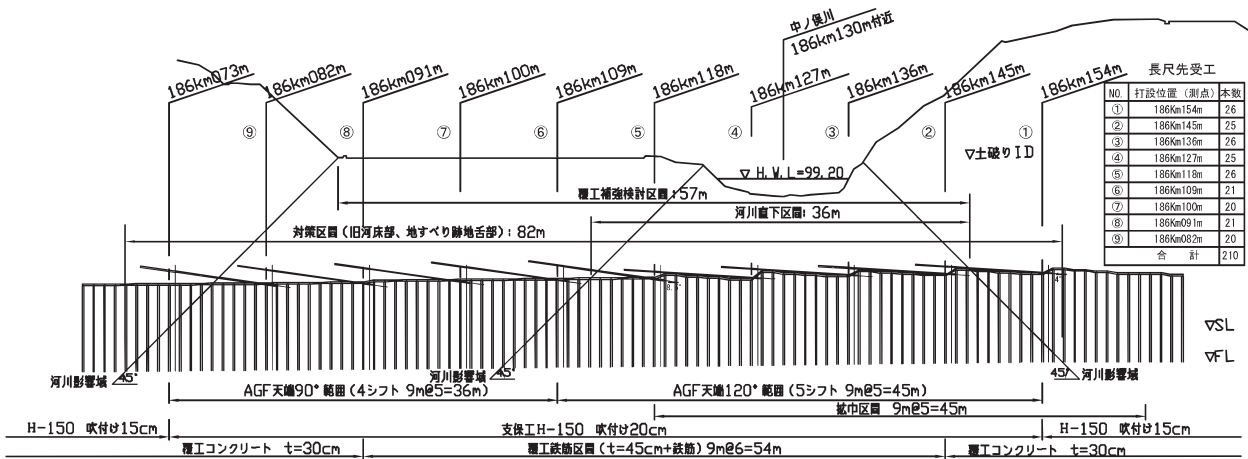 中ノ俣川
186km130m付近
186km073m
186km082m
186km091m
186km100m
186km109m
186km118m
186km127m
186km136m
186km145m
186km154m
⑨
⑧
⑦
⑥
⑤
④
③
②
①
▽土破りID
▽ H.W.L=99.20
覆工補強検討区間:57m
河川直下区間:36m
対策区間(旧河床部、地すべり跡地舌部):82m
長尺先受工
NO. 打設位置(測点) 本数
① 186Km154m 26
② 186Km145m 25
③ 186Km136m 26
④ 186Km127m 25
⑤ 186Km118m 26
⑥ 186Km109m 21
⑦ 186Km100m 20
⑧ 186Km091m 21
⑨ 186Km082m 20
合 計 210
▽SL
▽FL
河川影響域 45°
河川影響域 45°
45° 河川影響域
AGF天端90°範囲(4シフト 9m@5=36m)
AGF天端120°範囲(5シフト 9m@5=45m)
拡巾区間 9m@5=45m
H-150 吹付け15cm
支保工H-150 吹付け20cm
H-150 吹付け15cm
覆工コンクリート t=30cm
覆工鉄筋区間(t=45cm+鉄筋)9m@6=54m
覆工コンクリート t=30cm